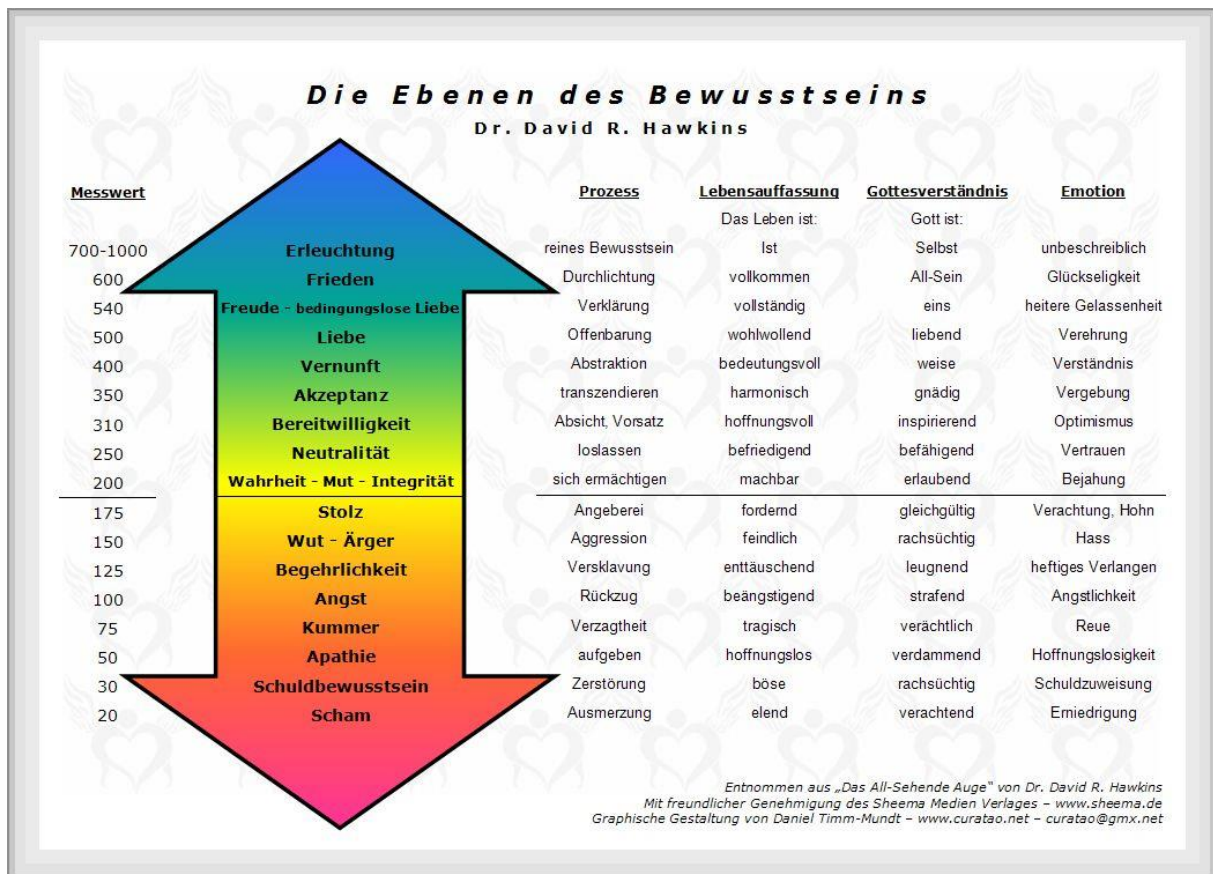 Die Ebenen des Bewusstseins
Dr. David R. Hawkins
Messwert Prozess Lebensauffassung Gottesverständnis Emotion
Das Leben ist: Gott ist:
700-1000 Erleuchtung reines Bewusstsein Ist Selbst unbeschreiblich
600 Frieden Durchlichtung vollkommen All-Sein Glückseligkeit
540 Freude - bedingungslose Liebe Verklärung vollständig eins heitere Gelassenheit
500 Liebe Offenbarung wohlwollend liebend Verehrung
400 Vernunft Abstraktion bedeutungsvoll weise Verständnis
350 Akzeptanz transzendieren harmonisch gnädig Vergebung
310 Bereitwilligkeit Absicht, Vorsatz hoffnungsvoll inspirierend Optimismus
250 Neutralität loslassen befriedigend befähigend Vertrauen
200 Wahrheit - Mut - Integrität sich ermächtigen machbar erlaubend Bejahung
175 Stolz Angeberei fordernd gleichgültig Verachtung, Hohn
150 Wut - Ärger Aggression feindlich rachsüchtig Hass
125 Begehrlichkeit Versklavung enttäuschend leugnend heftiges Verlangen
100 Angst Rückzug beängstigend strafend Angstlichkeit
75 Kummer Verzagtheit tragisch verächtlich Reue
50 Apathie aufgeben hoffnungslos verdammend Hoffnungslosigkeit
30 Schuldbewusstsein Zerstörung böse rachsüchtig Schuldzuweisung
20 Scham Ausmerzung elend verachtend Erniedrigung
Entnommen aus „Das All-Sehende Auge" von Dr. David R. Hawkins
Mit freundlicher Genehmigung des Sheema Medien Verlages – www.sheema.de
Graphische Gestaltung von Daniel Timm-Mundt – www.curatao.net – curatao@gmx.net